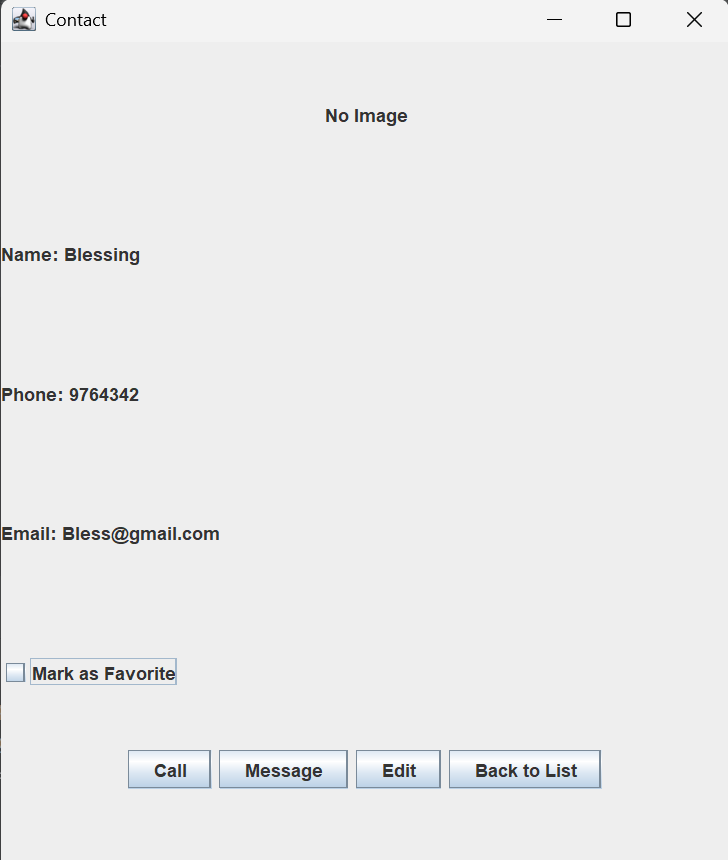 Contact
No Image
Name: Blessing
Phone: 9764342
Email: Bless@gmail.com
Mark as Favorite
Call Message Edit Back to List